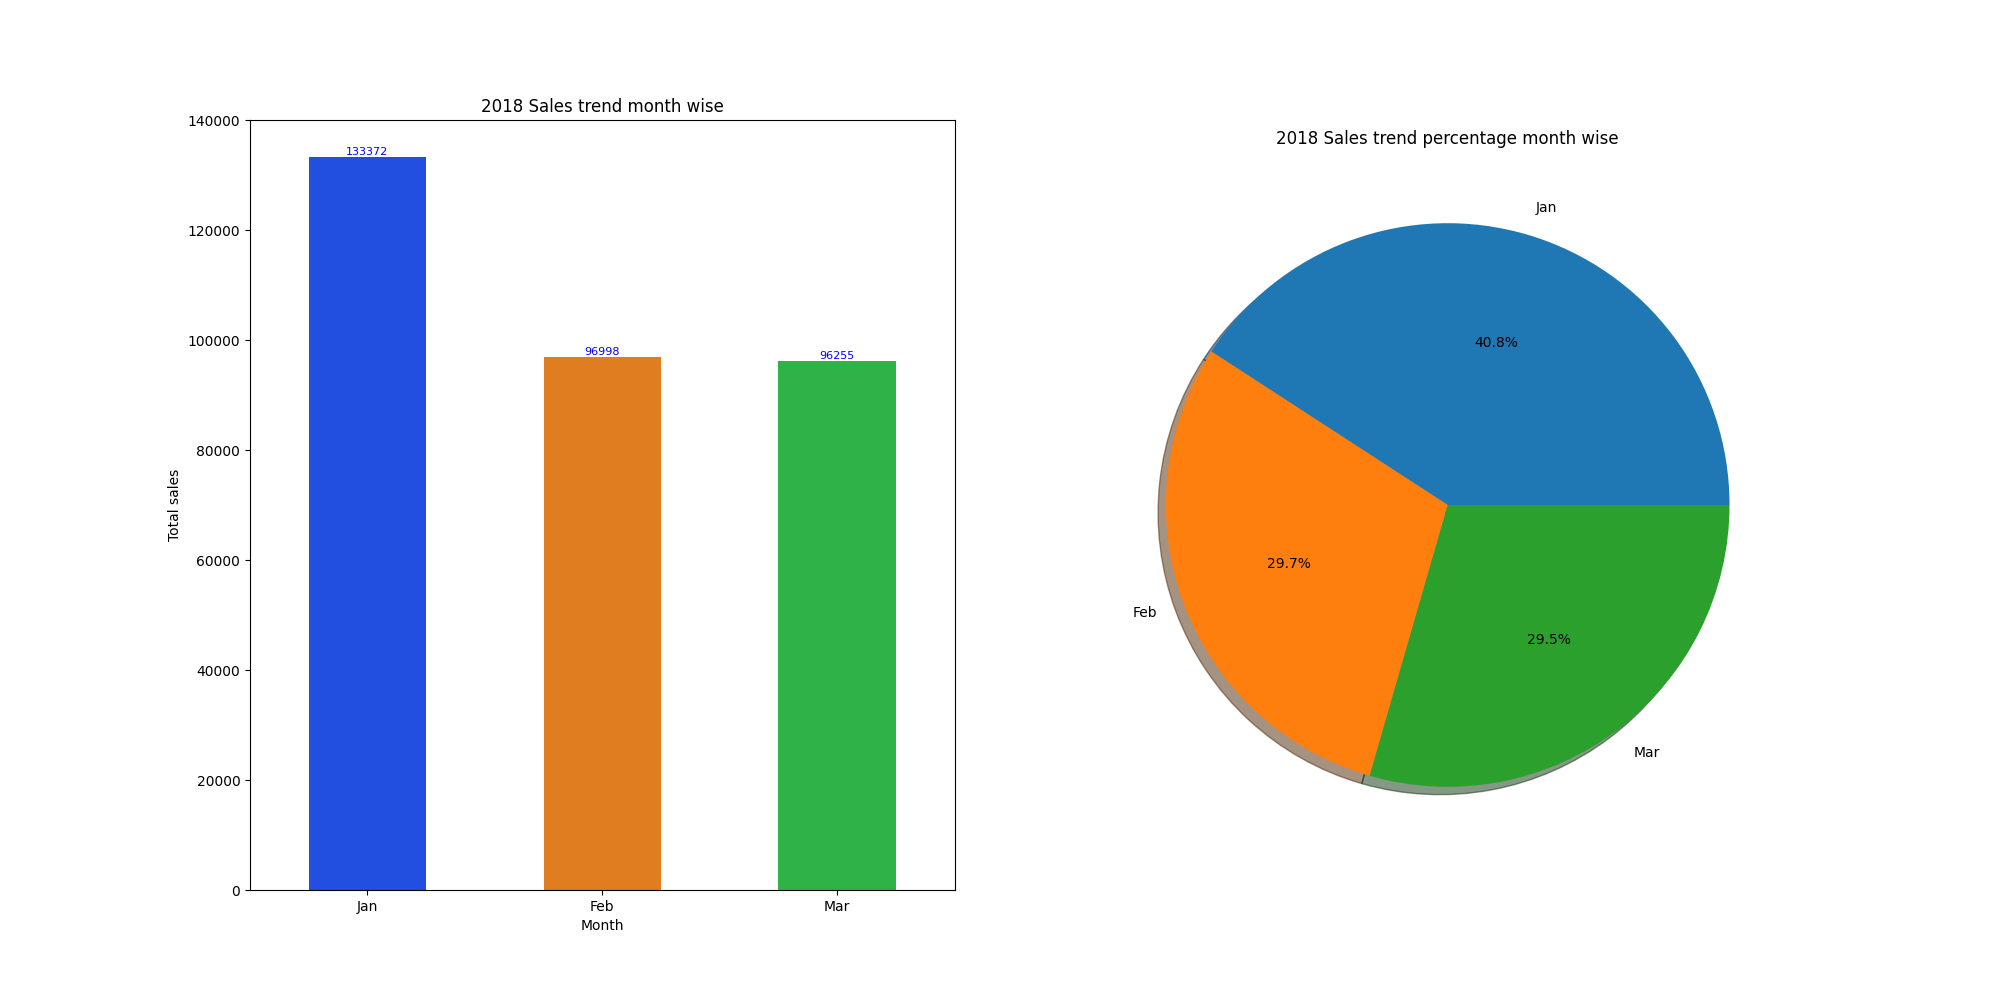 2018 Sales trend month wise
140000
120000
100000
80000
60000
40000
20000
0
Total sales
133372
96998
96255
Jan
Feb
Mar
Month
2018 Sales trend percentage month wise
Jan
40.8%
29.7%
Feb
29.5%
Mar